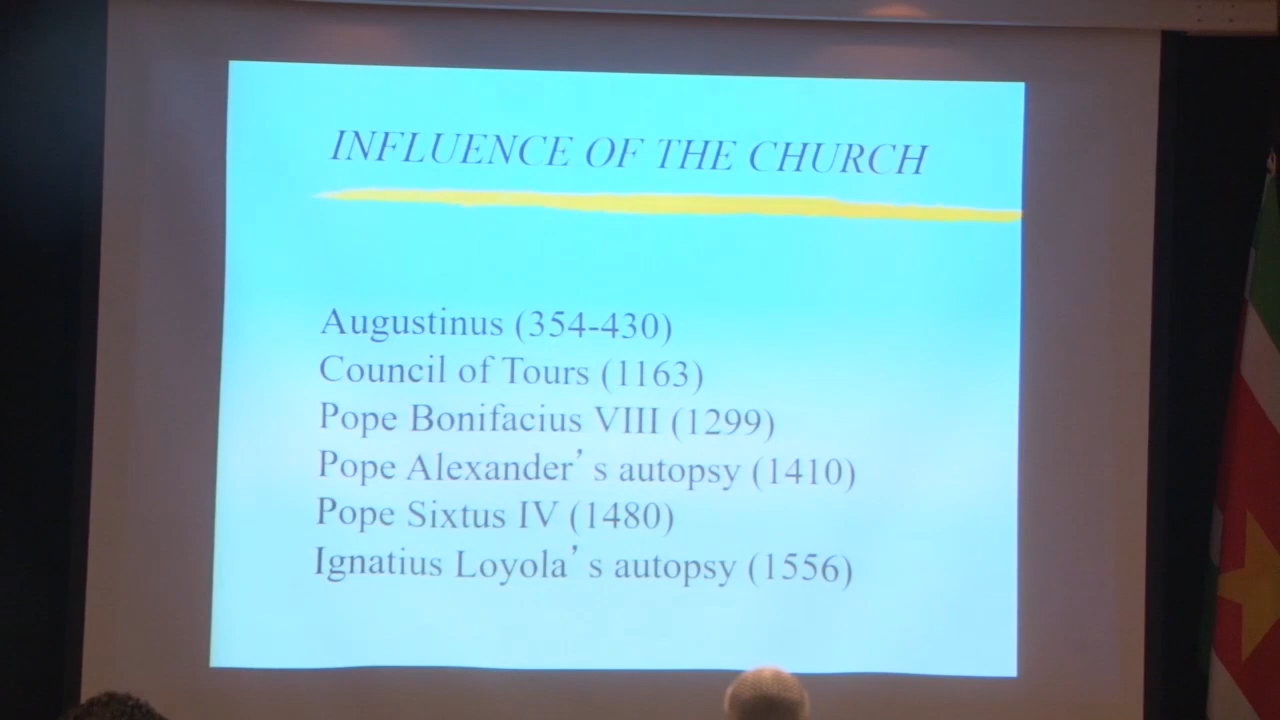 INFLUENCE OF THE CHURCH
Augustinus (354-430)
Council of Tours (1163)
Pope Bonifacius VIII (1299)
Pope Alexander’s autopsy (1410)
Pope Sixtus IV (1480)
Ignatius Loyola’s autopsy (1556)